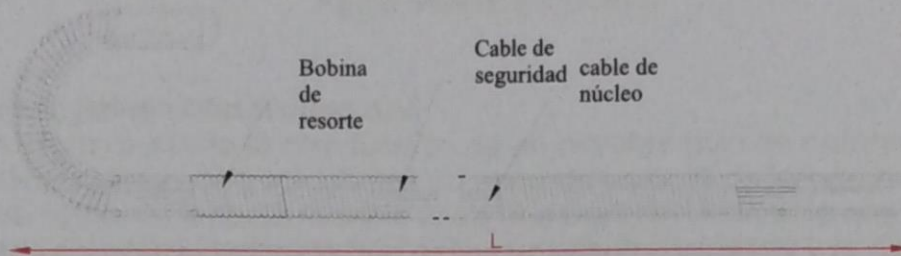 Bobina
de
resorte
Cable de
seguridad
cable de
núcleo
L